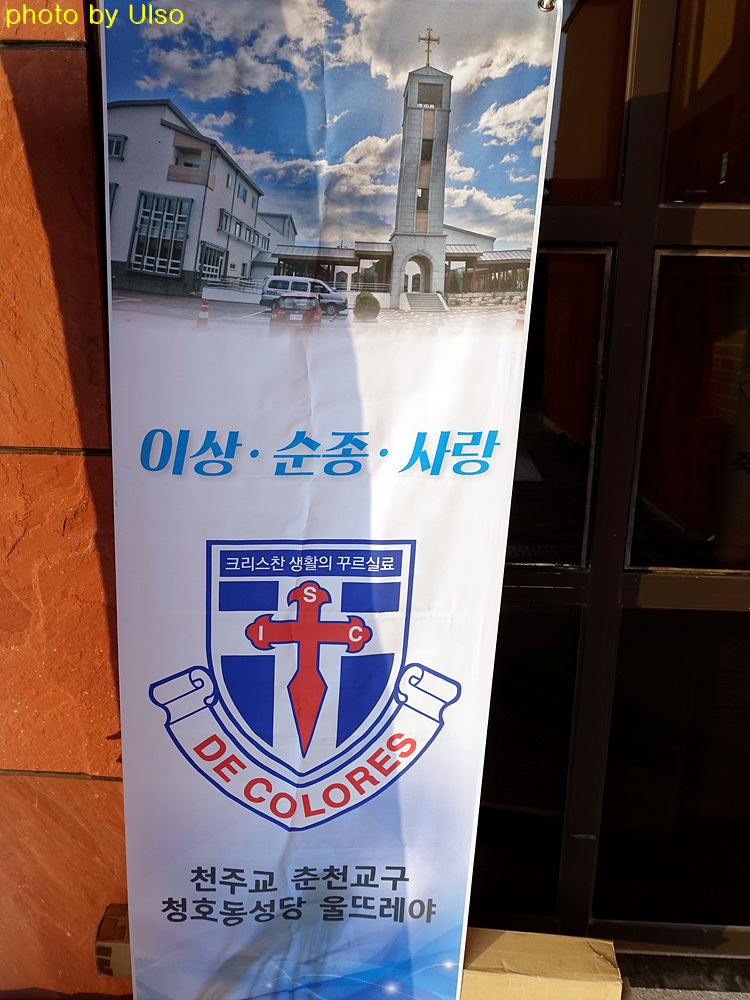 photo by Ulso
이상 · 순종 · 사랑
크리스찬 생활의 꾸르실료
S
I C
DE COLORES
천주교 춘천교구
청호동성당 울뜨레야